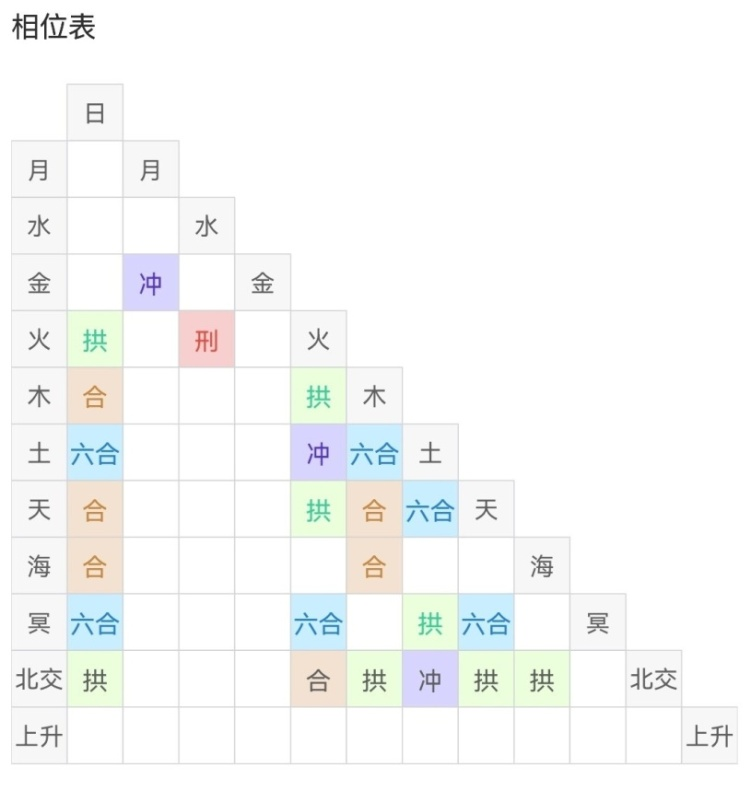 相位表
日
月 月
水 水
金 冲 金
火 拱 刑 火
木 合 拱 木
土 六合 冲 六合 土
天 合 拱 合 六合 天
海 合 合 海
冥 六合 六合 拱 六合 冥
北交 拱 合 拱 冲 拱 拱 北交
上升 上升